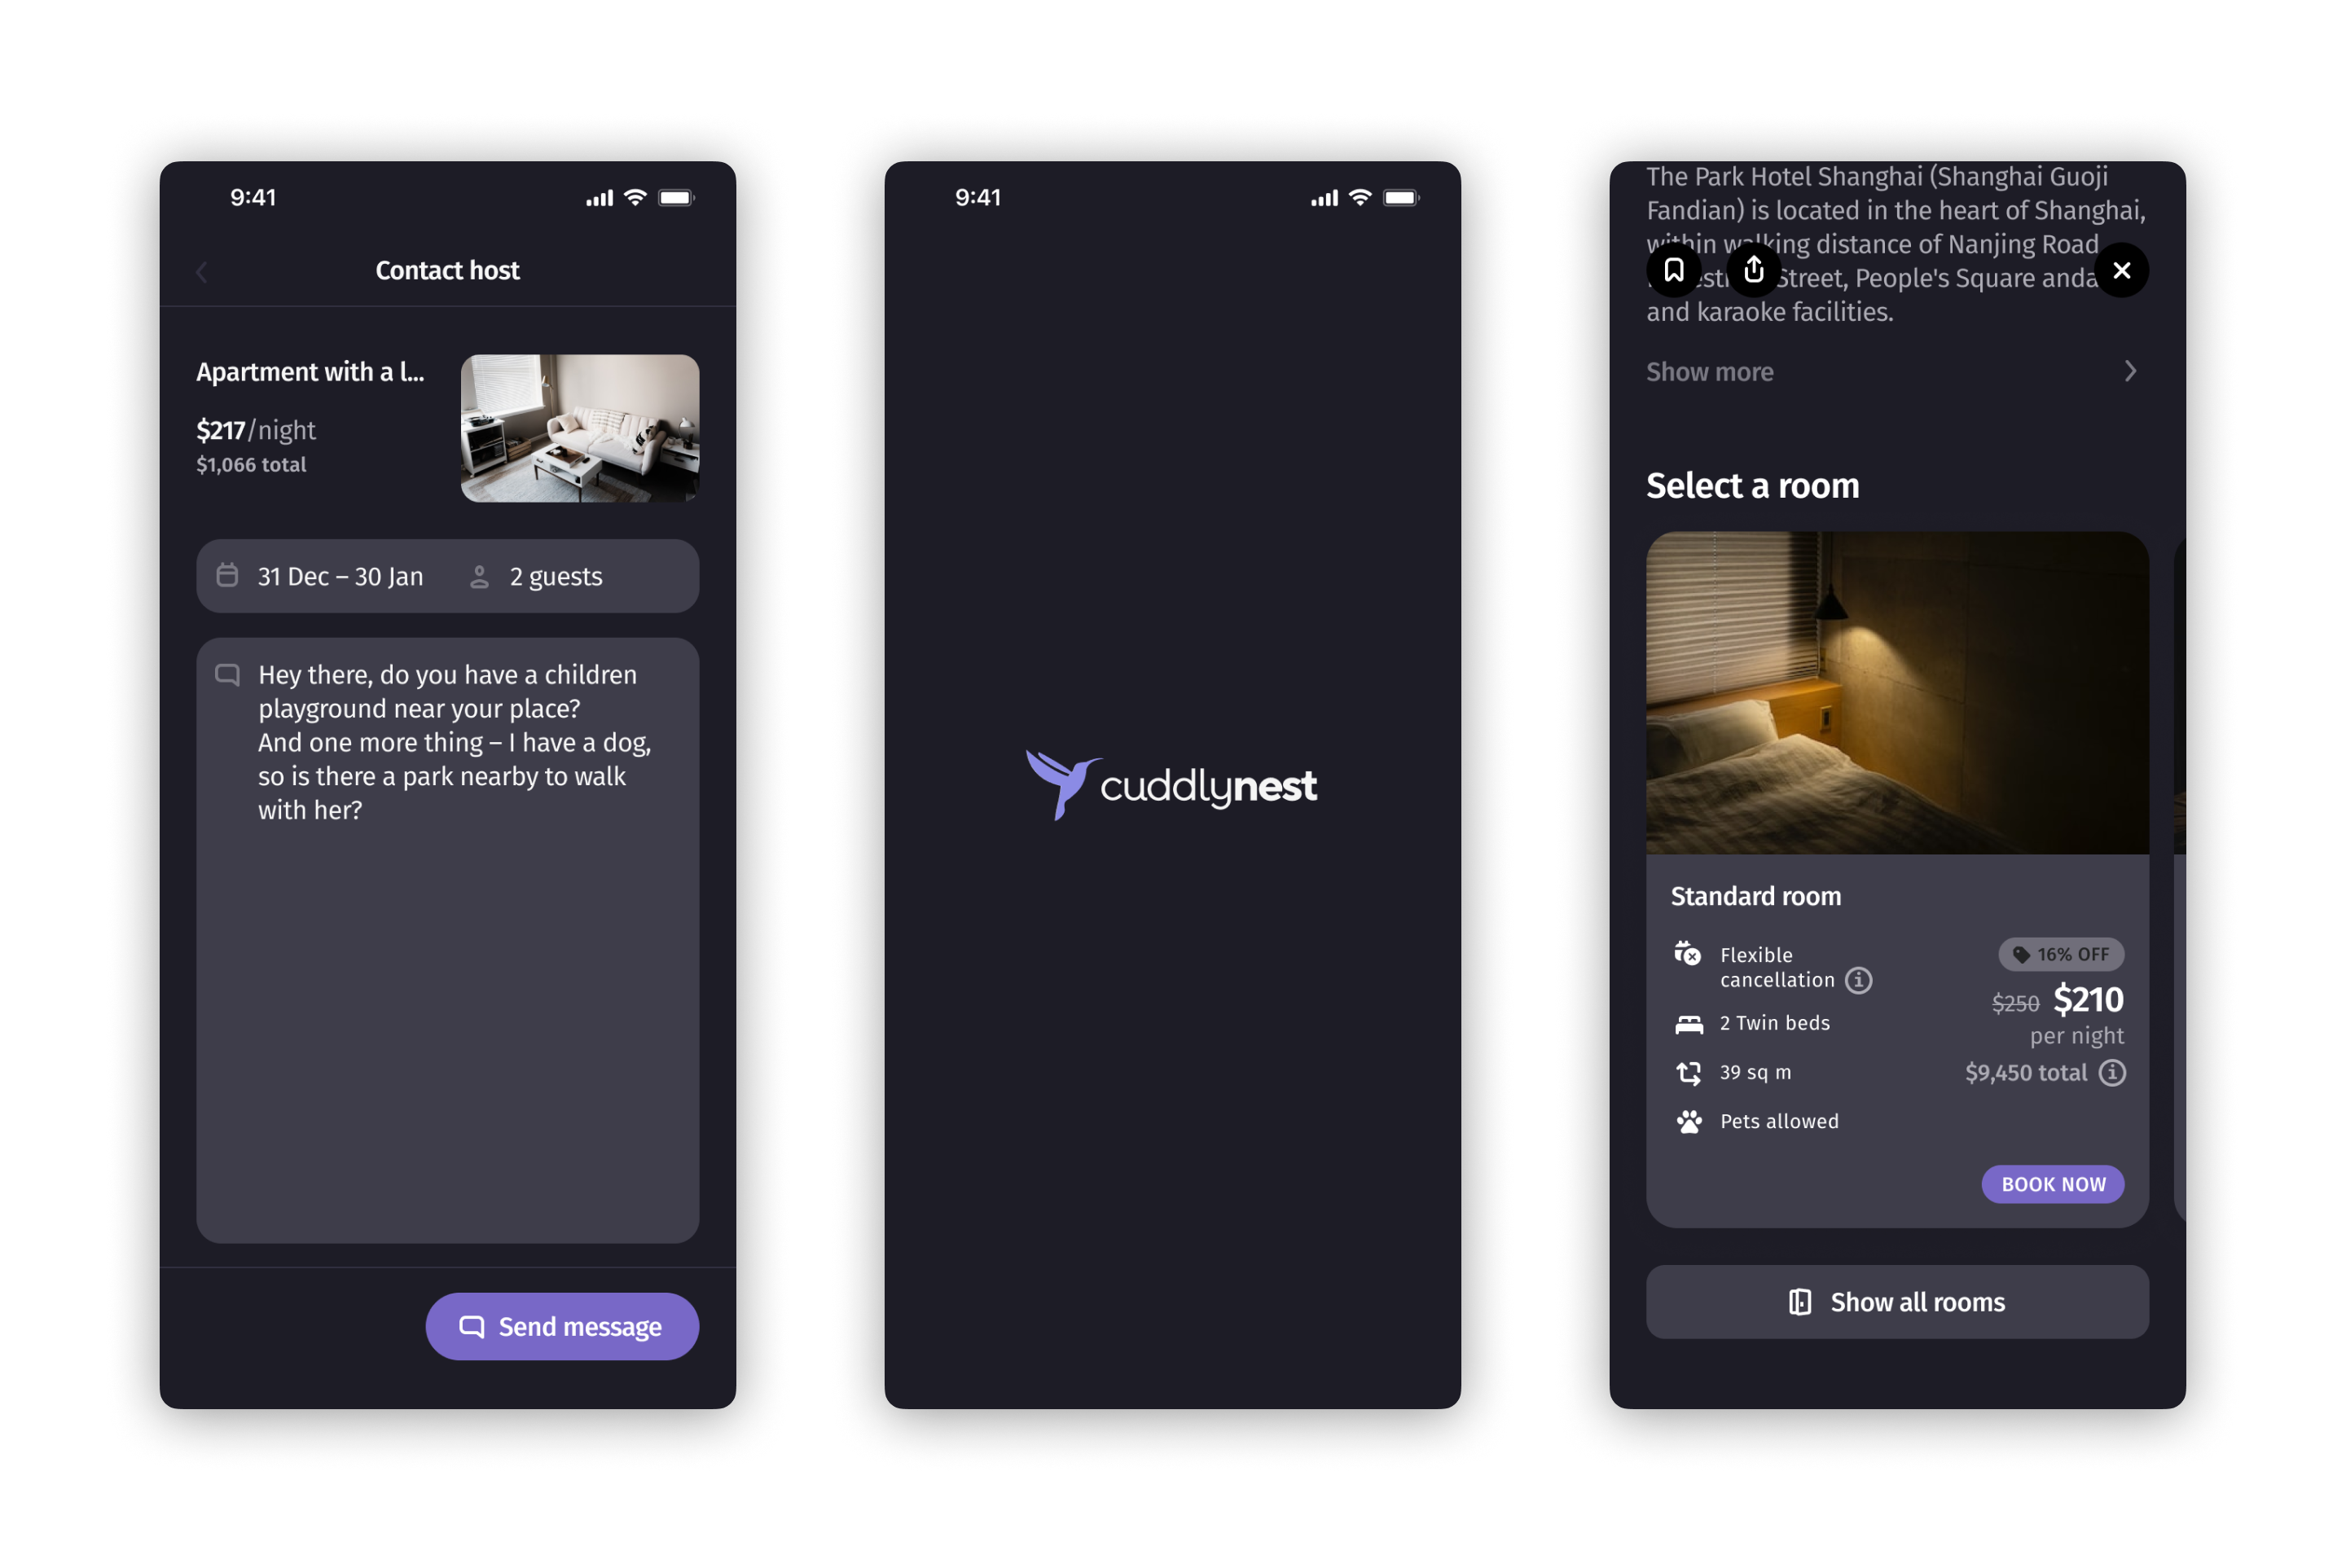 9:41
Contact host
Apartment with a l...
$217/night
$1,066 total
31 Dec – 30 Jan
2 guests
Hey there, do you have a children
playground near your place?
And one more thing – I have a dog,
so is there a park nearby to walk
with her?
Send message
9:41
cuddlynest
The Park Hotel Shanghai (Shanghai Guoji
Fandian) is located in the heart of Shanghai,
within walking distance of Nanjing Road
Street, People's Square anda
and karaoke facilities.
Show more
Select a room
Standard room
Flexible
cancellation
2 Twin beds
39 sq m
Pets allowed
16% OFF
$250 $210
per night
$9,450 total
BOOK NOW
Show all rooms